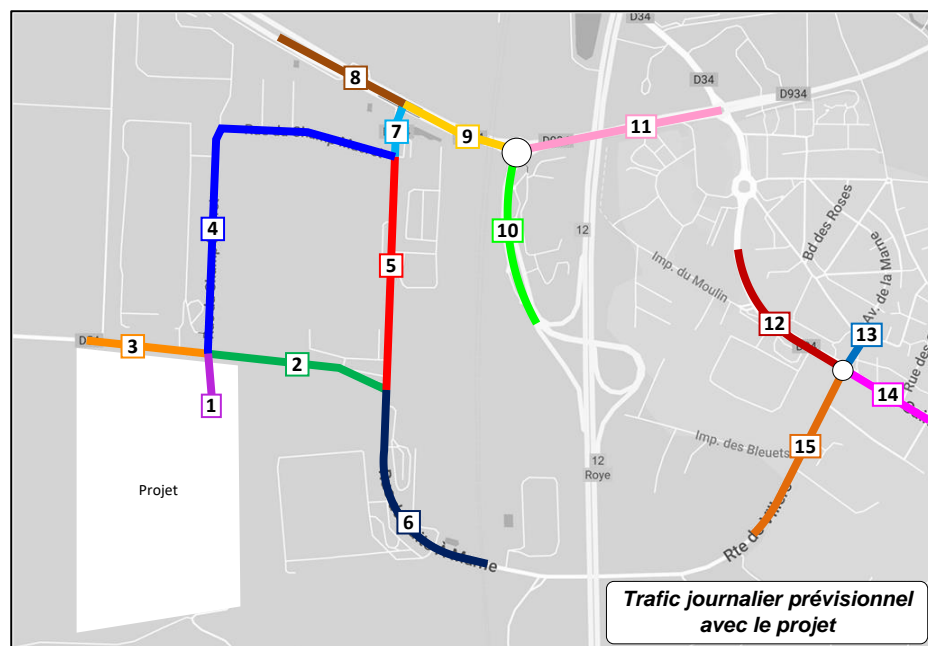 D34
D34
D934
8
7
9
11
12
4
5
10
Bd des Roses
Av. de la Marne
Imp. du Moulin
12
13
3
2
14
1
Imp. des Bleuets
15
12
Roye
Projet
6
Rte de Villers
Trafic journalier prévisionnel
avec le projet